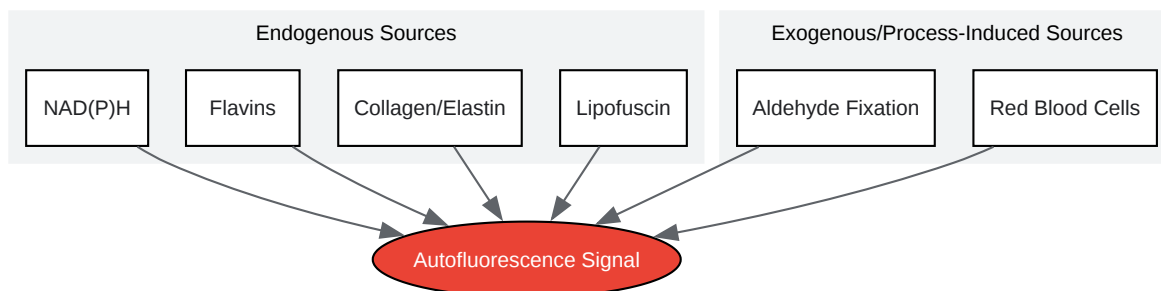 Endogenous Sources
Exogenous/Process-Induced Sources
NAD(P)H
Flavins
Collagen/Elastin
Lipofuscin
Aldehyde Fixation
Red Blood Cells
Autofluorescence Signal